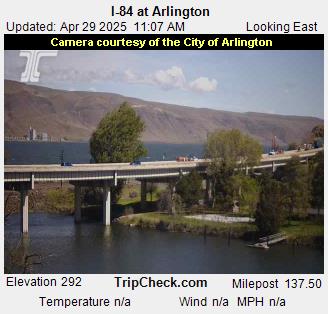 I-84 at Arlington
Updated: Apr 29 2025 11:07 AM Looking East
Camera courtesy of the City of Arlington
Elevation 292 TripCheck.com Milepost 137.50
Temperature n/a Wind n/a MPH n/a